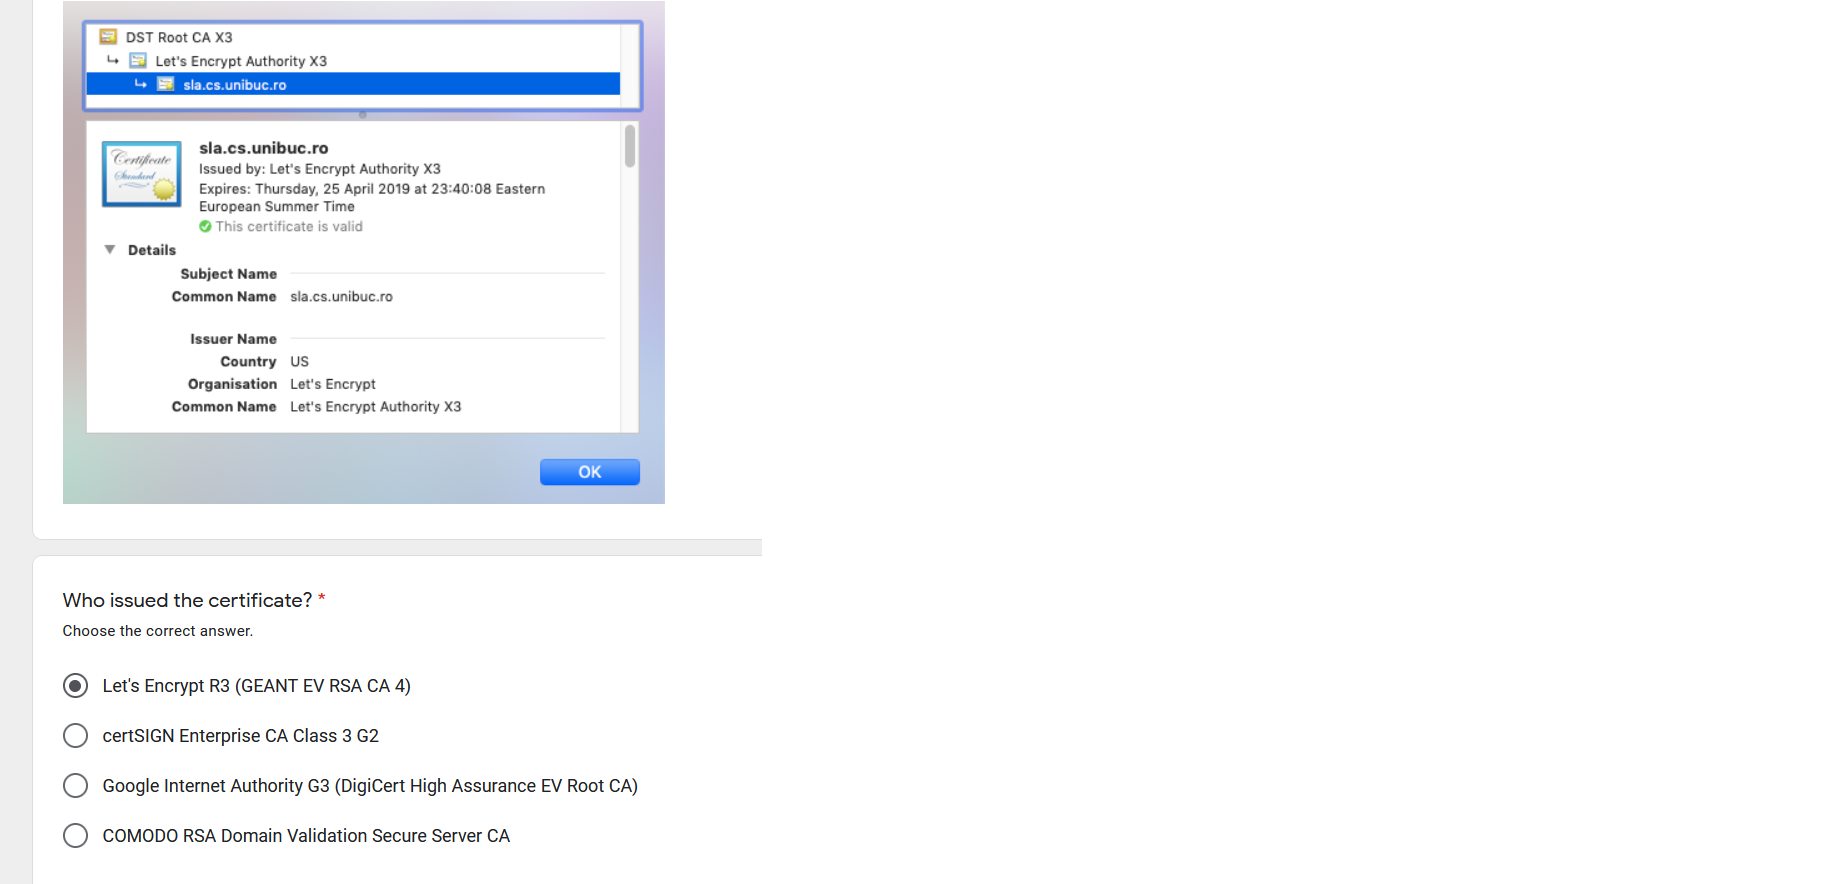 DST Root CA X3
↳ Let's Encrypt Authority X3
↳ sla.cs.unibuc.ro
Certificate
Standard
sla.cs.unibuc.ro
Issued by: Let's Encrypt Authority X3
Expires: Thursday, 25 April 2019 at 23:40:08 Eastern
European Summer Time
This certificate is valid
Details
Subject Name
Common Name sla.cs.unibuc.ro
Issuer Name
Country US
Organisation Let's Encrypt
Common Name Let's Encrypt Authority X3
OK
Who issued the certificate? *
Choose the correct answer.
Let's Encrypt R3 (GEANT EV RSA CA 4)
certSIGN Enterprise CA Class 3 G2
Google Internet Authority G3 (DigiCert High Assurance EV Root CA)
COMODO RSA Domain Validation Secure Server CA